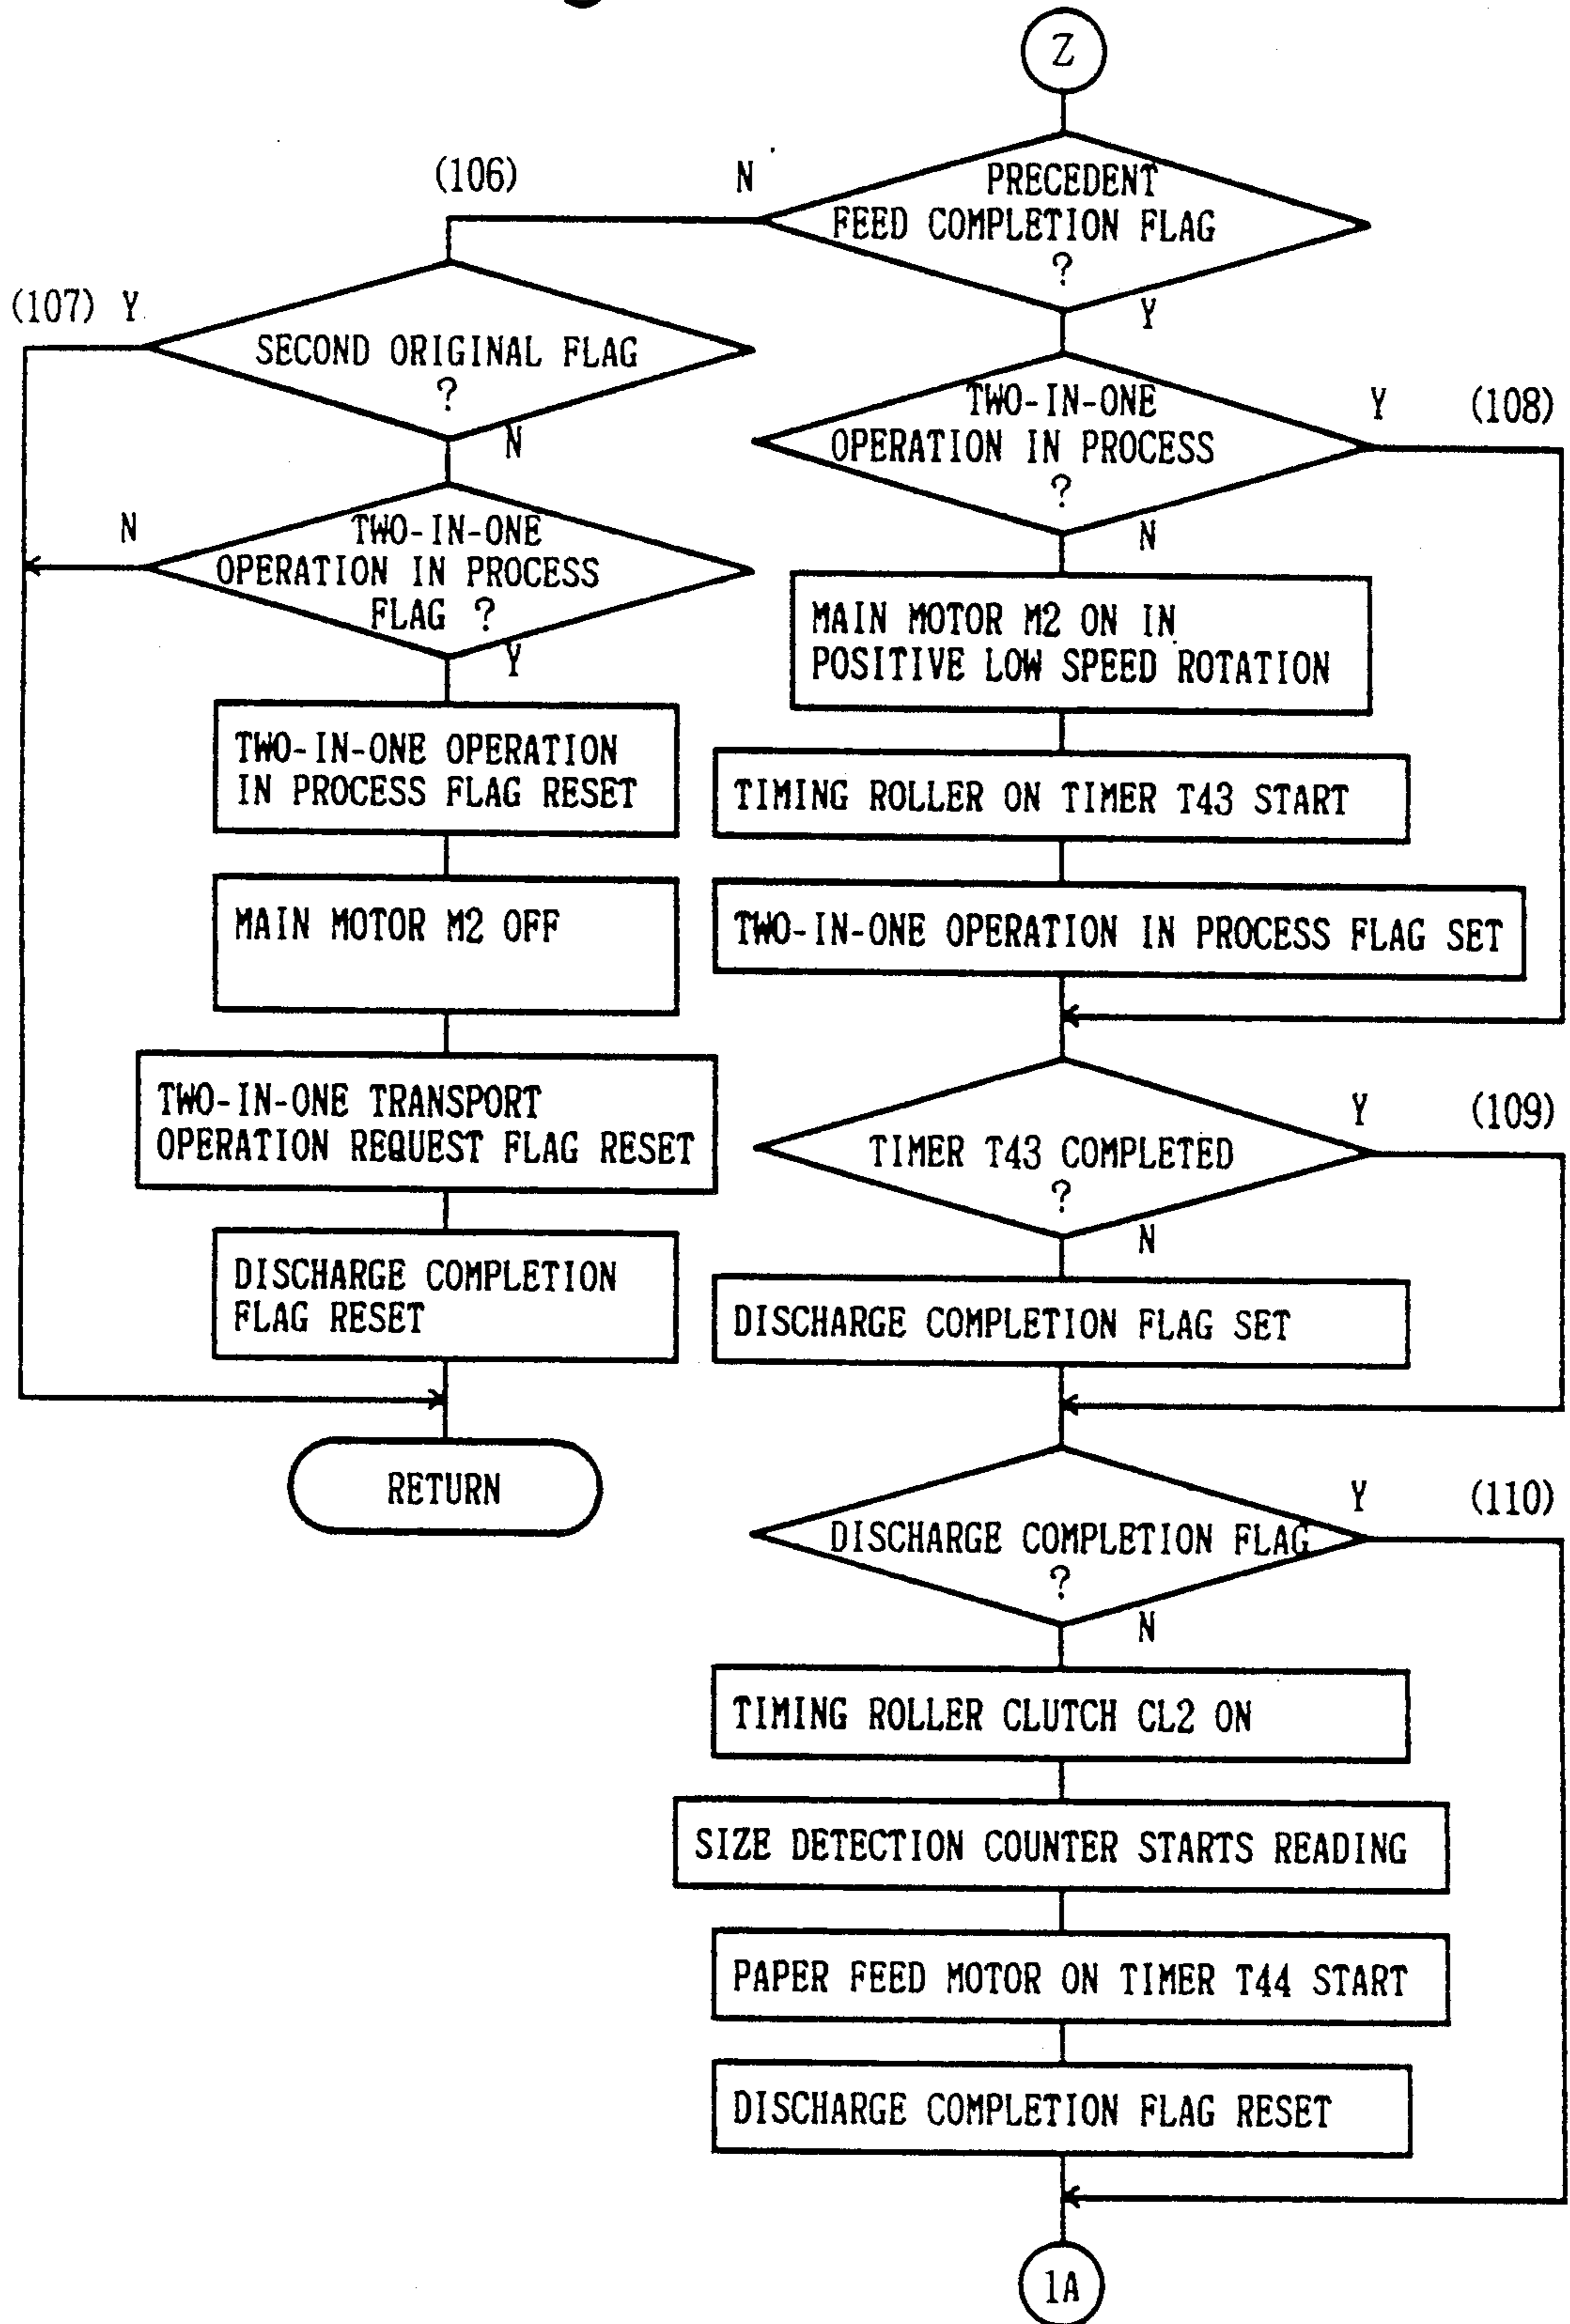 Z
PRECEDENT
FEED COMPLETION FLAG
?
N
(106)
Y
SECOND ORIGINAL FLAG
?
(107) Y
N
TWO-IN-ONE
OPERATION IN PROCESS
FLAG ?
N
Y
TWO-IN-ONE OPERATION
IN PROCESS FLAG RESET
MAIN MOTOR M2 OFF
TWO-IN-ONE TRANSPORT
OPERATION REQUEST FLAG RESET
DISCHARGE COMPLETION
FLAG RESET
RETURN
TWO-IN-ONE
OPERATION IN PROCESS
?
Y (108)
N
MAIN MOTOR M2 ON IN
POSITIVE LOW SPEED ROTATION
TIMING ROLLER ON TIMER T43 START
TWO-IN-ONE OPERATION IN PROCESS FLAG SET
TIMER T43 COMPLETED
?
Y (109)
N
DISCHARGE COMPLETION FLAG SET
DISCHARGE COMPLETION FLAG
?
Y (110)
N
TIMING ROLLER CLUTCH CL2 ON
SIZE DETECTION COUNTER STARTS READING
PAPER FEED MOTOR ON TIMER T44 START
DISCHARGE COMPLETION FLAG RESET
1A